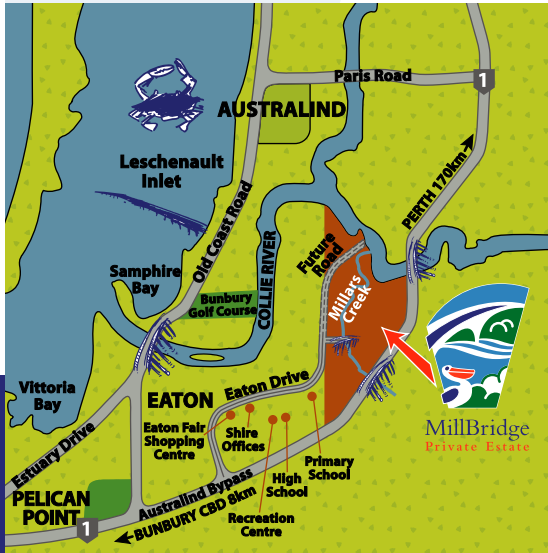 Paris Road
1
AUSTRALIND
Leschenault
Inlet
PERTH 170km
Old Coast Road
Future
Road
Samphire
Bay
COLLIE RIVER
Bunbury
Golf Course
Millars
Creek
Vittoria
Bay
EATON
Eaton Drive
Eaton Fair
Shopping
Centre
Shire
Offices
MillBridge
Private Estate
Estuary Drive
Primary
School
High
School
Recreation
Centre
PELICAN
POINT
1
Australind Bypass
BUNBURY CBD 8km